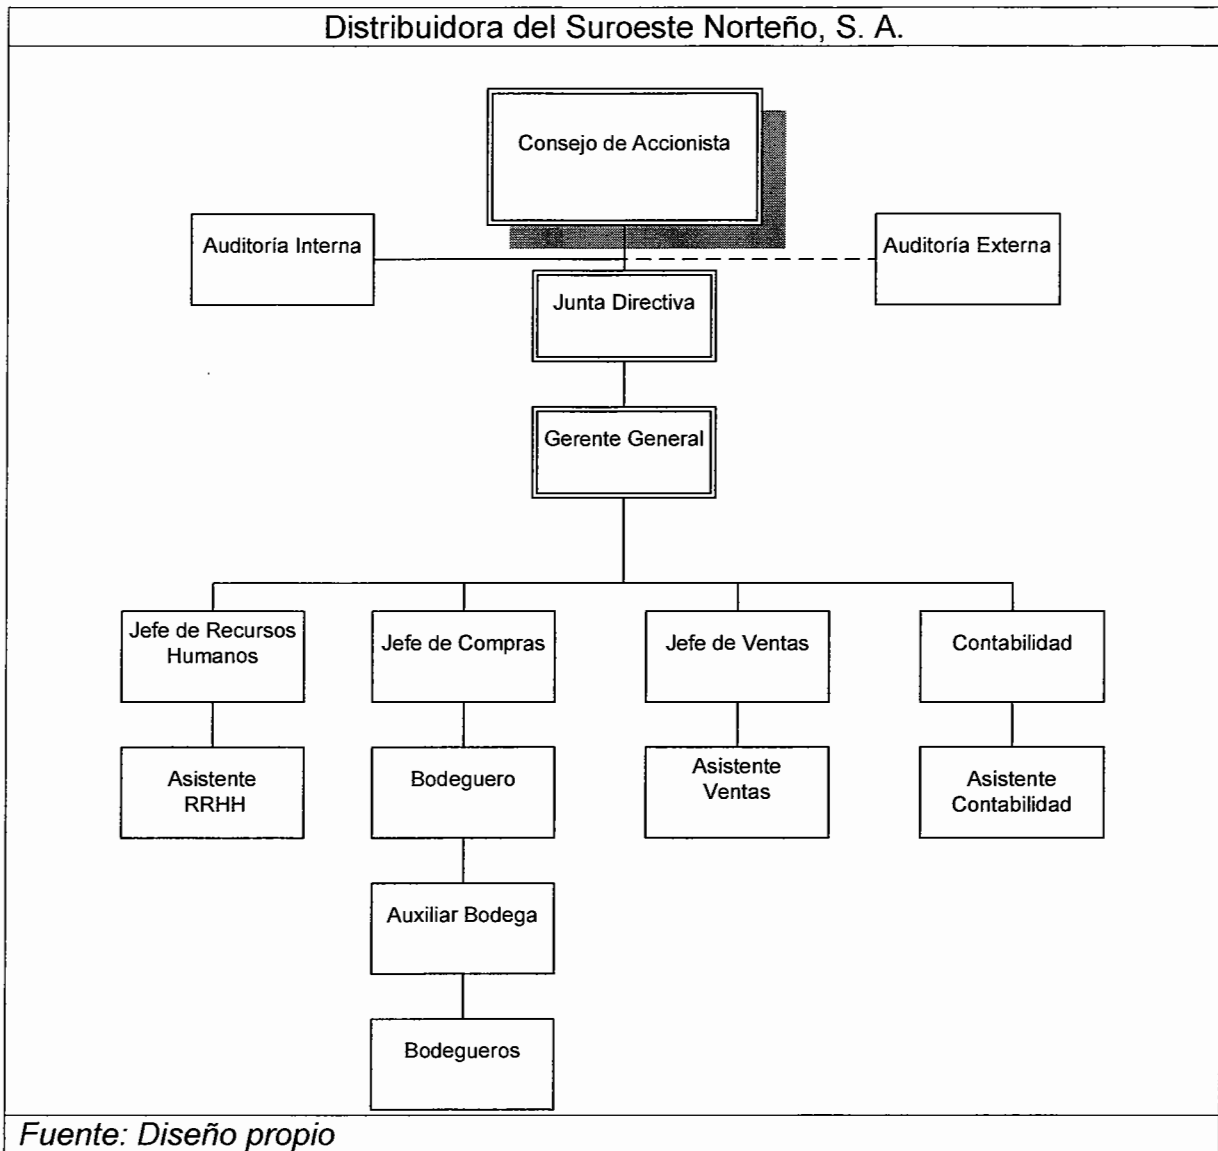 Distribuidora del Suroeste Norteño, S. A.
Consejo de Accionista
Auditoría Interna
Auditoría Externa
Junta Directiva
Gerente General
Jefe de Recursos
Humanos
Jefe de Compras
Jefe de Ventas
Contabilidad
Asistente
RRHH
Bodeguero
Asistente
Ventas
Asistente
Contabilidad
Auxiliar Bodega
Bodegueros
Fuente: Diseño propio